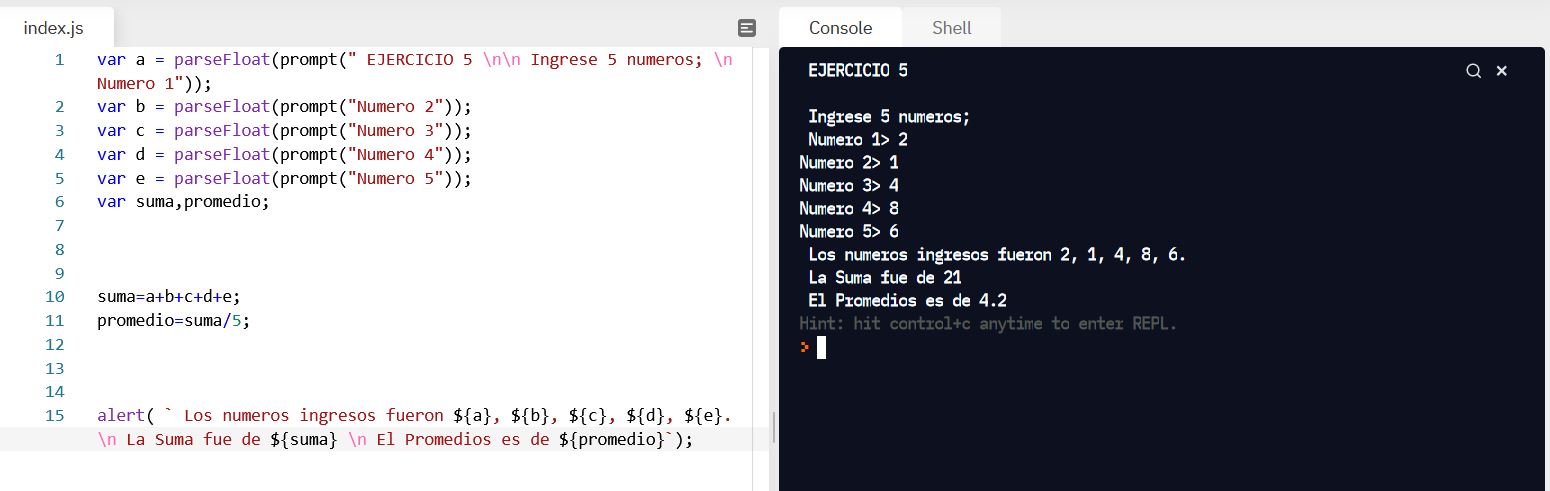 index.js
1 var a = parseFloat(prompt(" EJERCICIO 5 \n\n Ingrese 5 numeros; \n
Numero 1"));
2 var b = parseFloat(prompt("Numero 2"));
3 var c = parseFloat(prompt("Numero 3"));
4 var d = parseFloat(prompt("Numero 4"));
5 var e = parseFloat(prompt("Numero 5"));
6 var suma,promedio;
7
8
9
10 suma=a+b+c+d+e;
11 promedio=suma/5;
12
13
14
15 alert( ` Los numeros ingresos fueron ${a}, ${b}, ${c}, ${d}, ${e}.
\n La Suma fue de ${suma} \n El Promedios es de ${promedio}`);
Console Shell
EJERCICIO 5
Ingrese 5 numeros;
Numero 1> 2
Numero 2> 1
Numero 3> 4
Numero 4> 8
Numero 5> 6
Los numeros ingresos fueron 2, 1, 4, 8, 6.
La Suma fue de 21
El Promedios es de 4.2
Hint: hit control+c anytime to enter REPL.
>